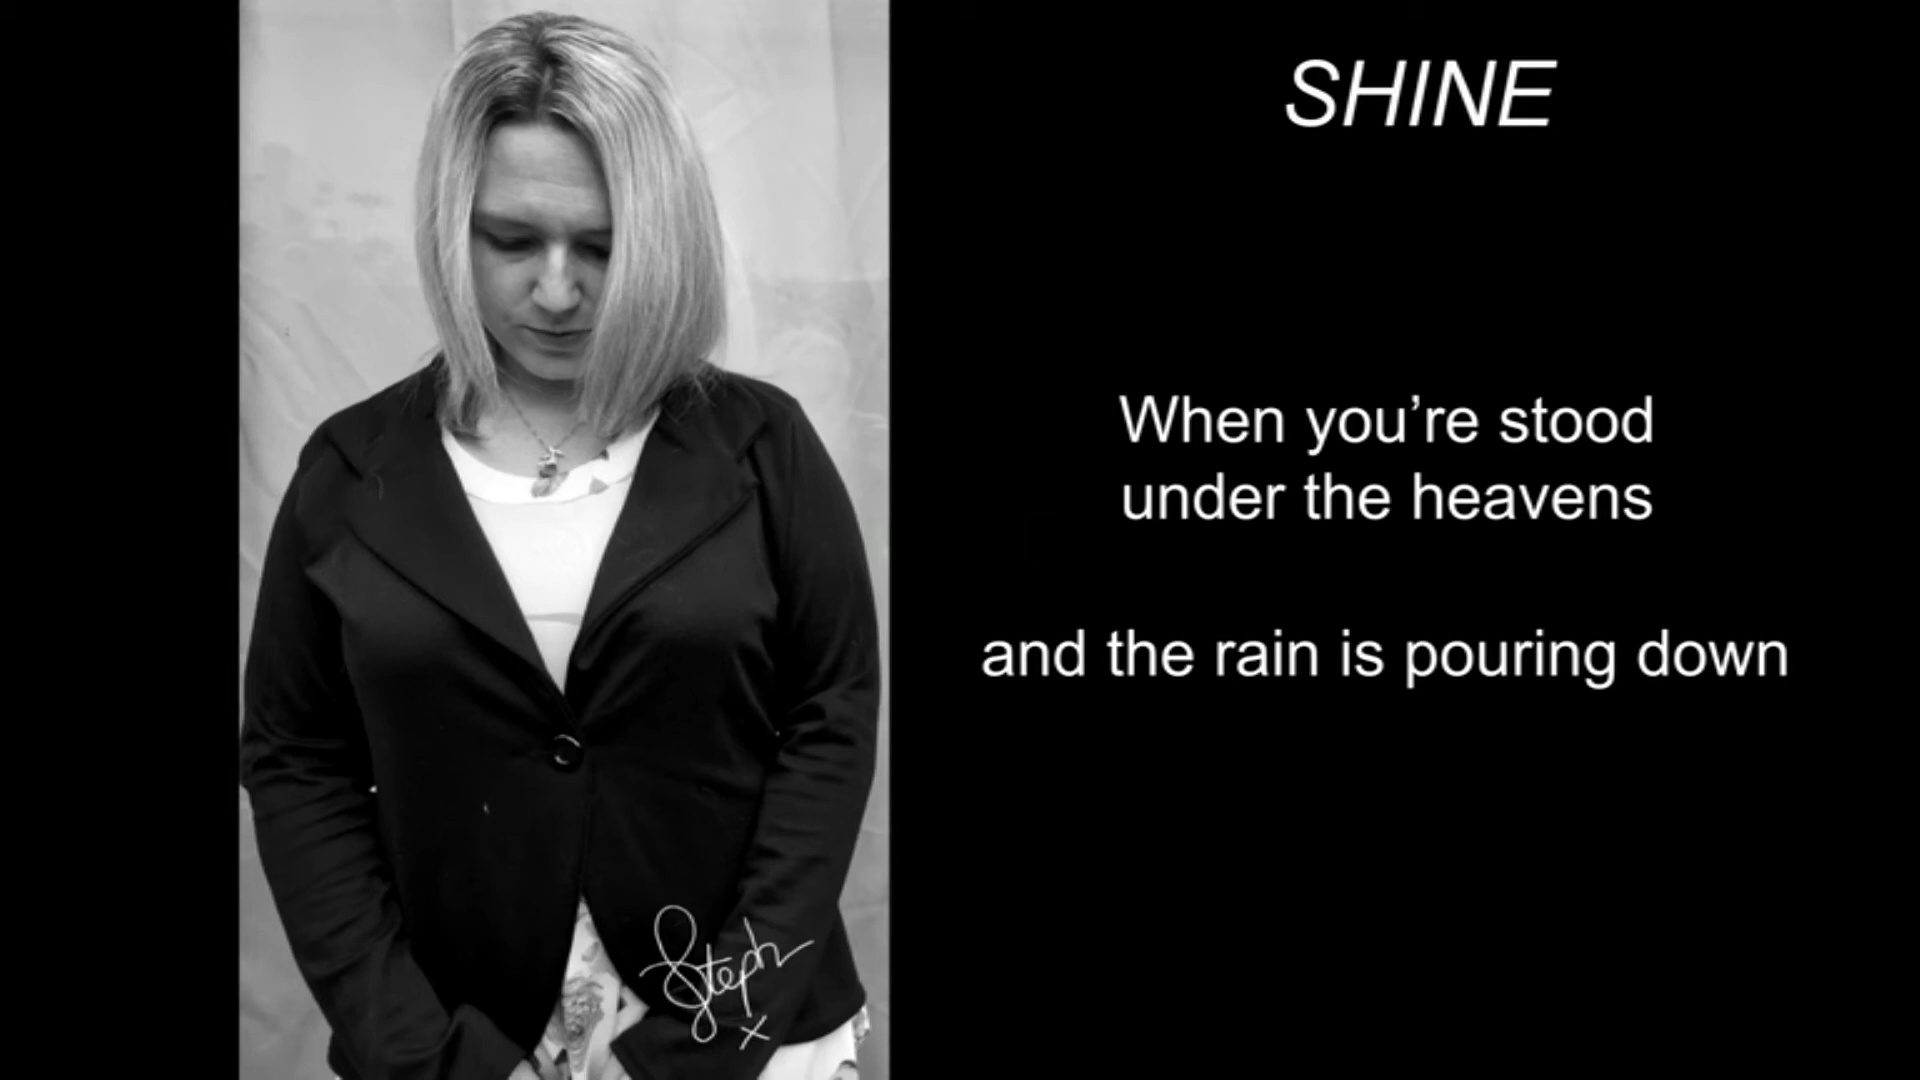 SHINE
When you’re stood
under the heavens
and the rain is pouring down
Steph
x